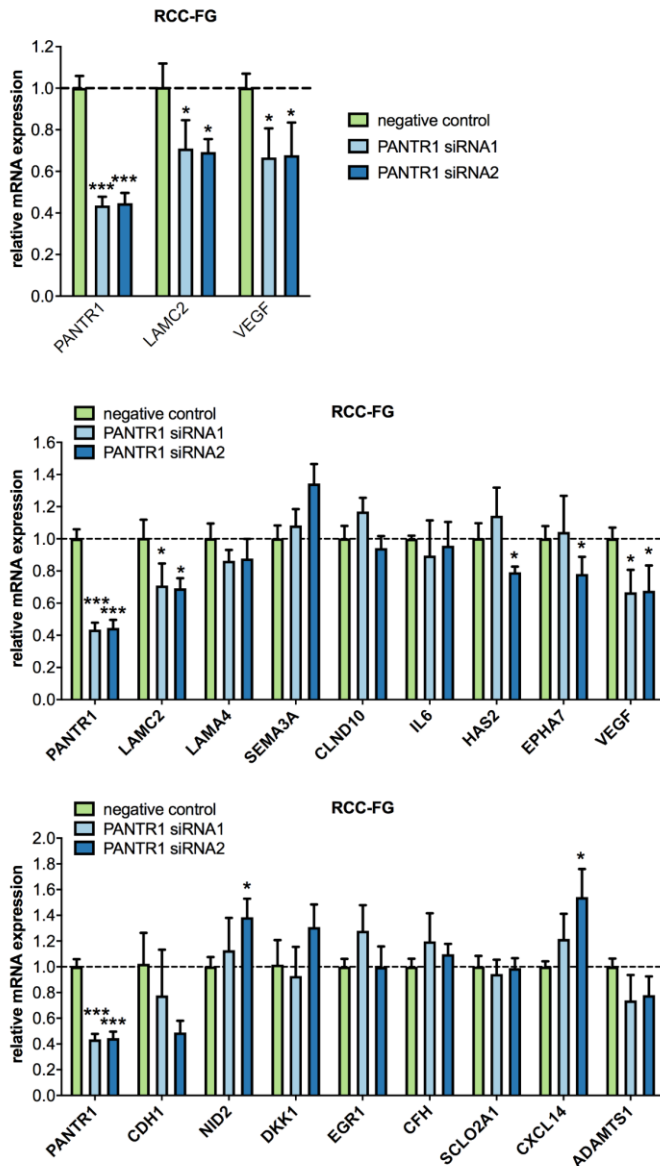 RCC-FG
relative mRNA expression
1.2
1.0
0.8
0.6
0.4
0.2
0.0
*** ***
* *
* *
PANTR1 LAMC2 VEGF
negative control
PANTR1 siRNA1
PANTR1 siRNA2
RCC-FG
negative control
PANTR1 siRNA1
PANTR1 siRNA2
relative mRNA expression
1.6
1.4
1.2
1.0
0.8
0.6
0.4
0.2
0.0
*** ***
* *
*
*
* *
PANTR1 LAMC2 LAMA4 SEMA3A CLND10 IL6 HAS2 EPHA7 VEGF
RCC-FG
negative control
PANTR1 siRNA1
PANTR1 siRNA2
relative mRNA expression
2.0
1.8
1.6
1.4
1.2
1.0
0.8
0.6
0.4
0.2
0.0
*** ***
*
*
PANTR1 CDH1 NID2 DKK1 EGR1 CFH SCLO2A1 CXCL14 ADAMTS1